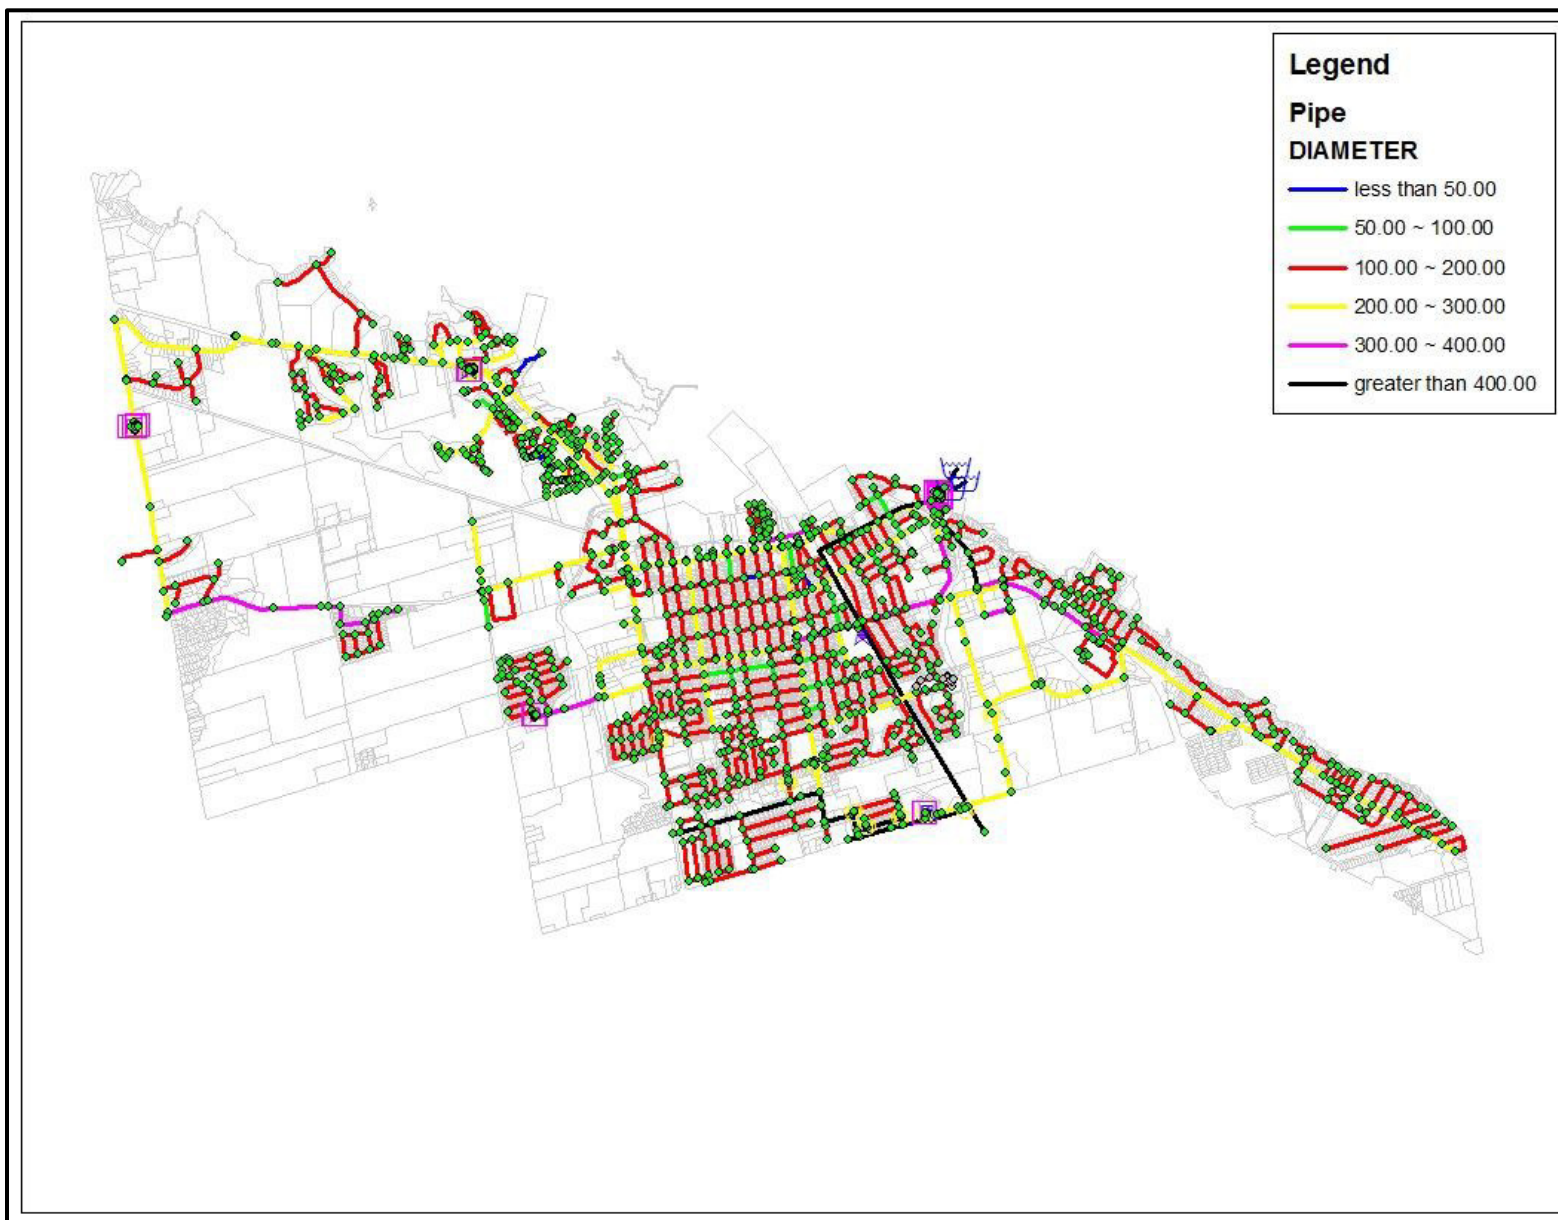 Legend
Pipe
DIAMETER
less than 50.00
50.00 ~ 100.00
100.00 ~ 200.00
200.00 ~ 300.00
300.00 ~ 400.00
greater than 400.00